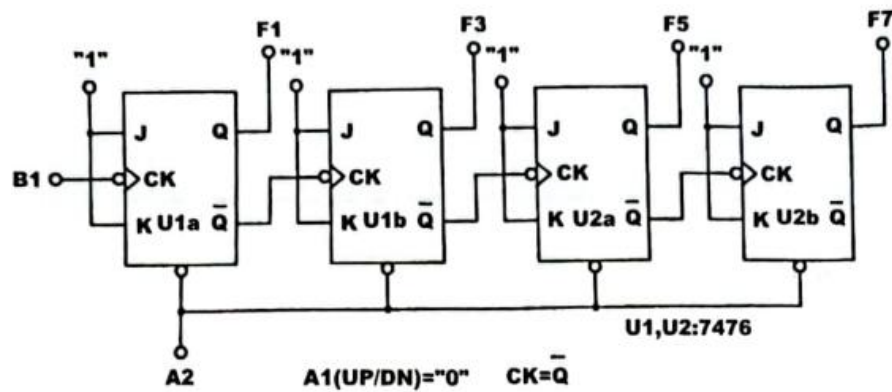 F1 F3 F5 F7
"1" "1" "1" "1"
J Q J Q J Q J Q
B1 CK CK CK CK
K U1a Q̅ K U1b Q̅ K U2a Q̅ K U2b Q̅
U1,U2:7476
A2 A1(UP/DN)="0" CK=Q̅